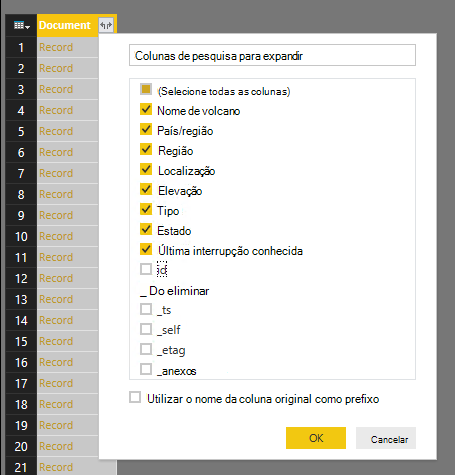 Document
1 Record
2 Record
3 Record
4 Record
5 Record
6 Record
7 Record
8 Record
9 Record
10 Record
11 Record
12 Record
13 Record
14 Record
15 Record
16 Record
17 Record
18 Record
19 Record
20 Record
21 Record
Colunas de pesquisa para expandir
(Selecione todas as colunas)
Nome de volcano
País/região
Região
Localização
Elevação
Tipo
Estado
Última interrupção conhecida
id
_ Do eliminar
_ts
_self
_etag
_anexos
Utilizar o nome da coluna original como prefixo
OK Cancelar